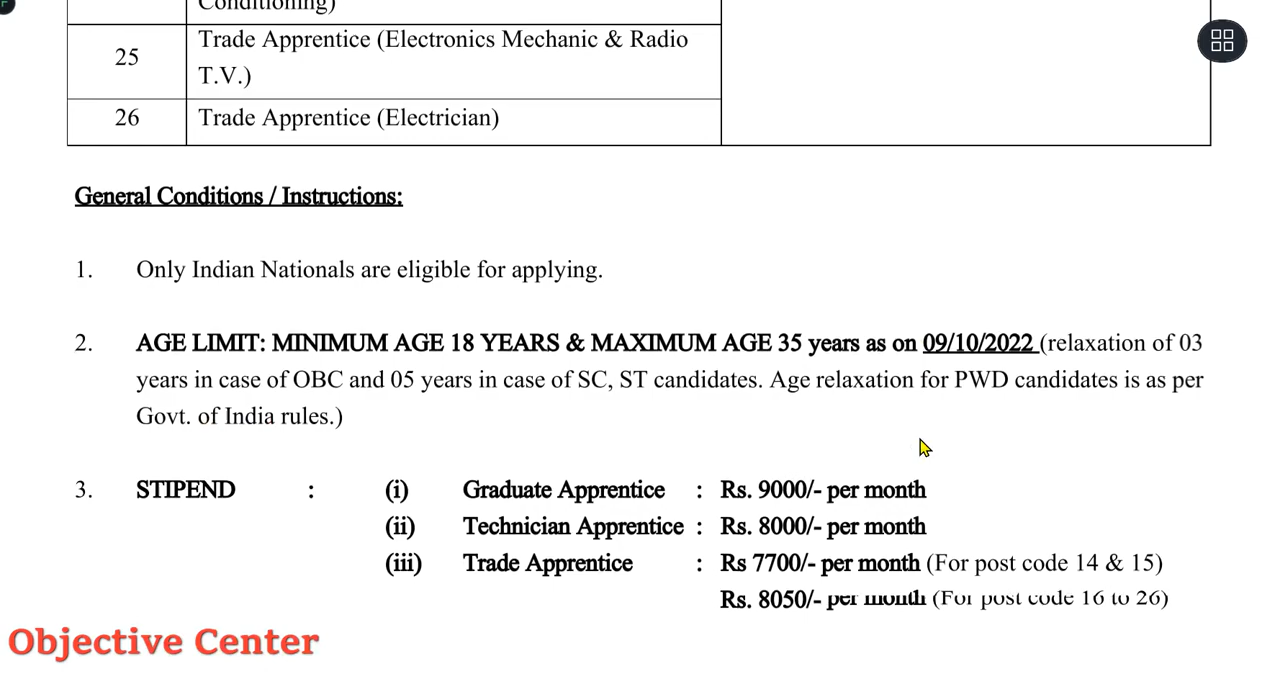 Conditioning)
25 Trade Apprentice (Electronics Mechanic & Radio
T.V.)
26 Trade Apprentice (Electrician)
General Conditions / Instructions:
1. Only Indian Nationals are eligible for applying.
2. AGE LIMIT: MINIMUM AGE 18 YEARS & MAXIMUM AGE 35 years as on 09/10/2022 (relaxation of 03
years in case of OBC and 05 years in case of SC, ST candidates. Age relaxation for PWD candidates is as per
Govt. of India rules.)
3. STIPEND : (i) Graduate Apprentice : Rs. 9000/- per month
(ii) Technician Apprentice : Rs. 8000/- per month
(iii) Trade Apprentice : Rs 7700/- per month (For post code 14 & 15)
Rs. 8050/- per month (For post code 16 to 26)
Objective Center